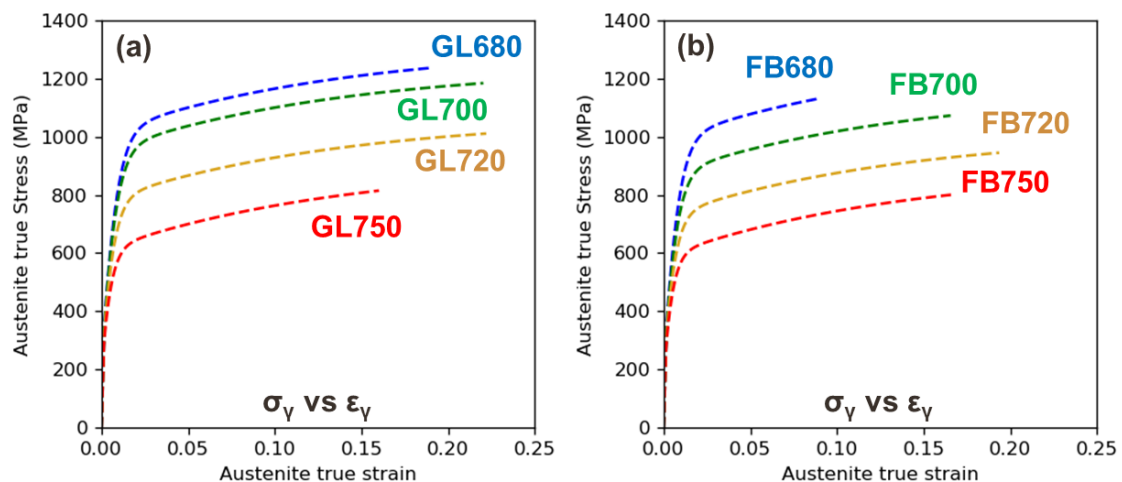 (a)
Austenite true Stress (MPa)
1400
1200
1000
800
600
400
200
0
GL680
GL700
GL720
GL750
σγ vs εγ
0.00 0.05 0.10 0.15 0.20 0.25
Austenite true strain
(b)
Austenite true Stress (MPa)
1400
1200
1000
800
600
400
200
0
FB680
FB700
FB720
FB750
σγ vs εγ
0.00 0.05 0.10 0.15 0.20 0.25
Austenite true strain